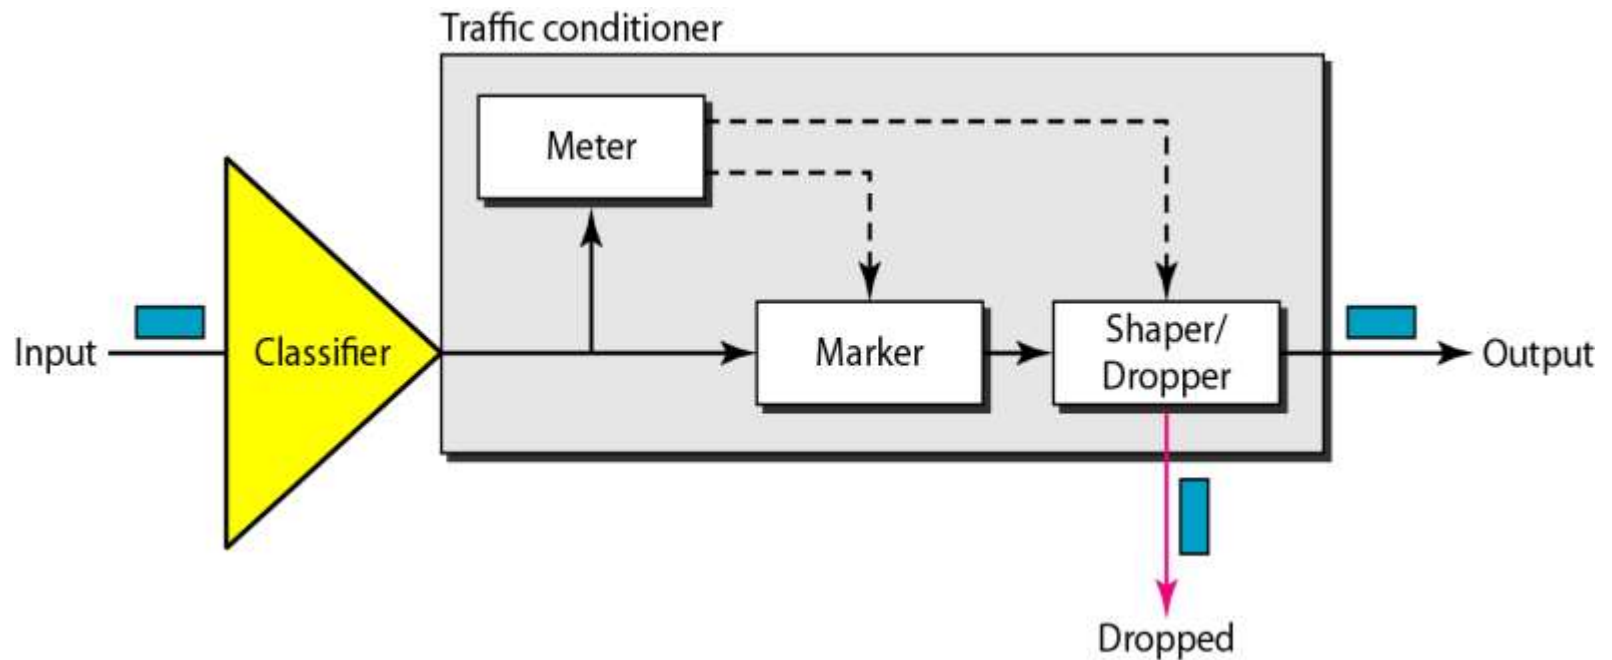 Traffic conditioner
Meter
Input
Classifier
Marker
Shaper/
Dropper
Output
Dropped